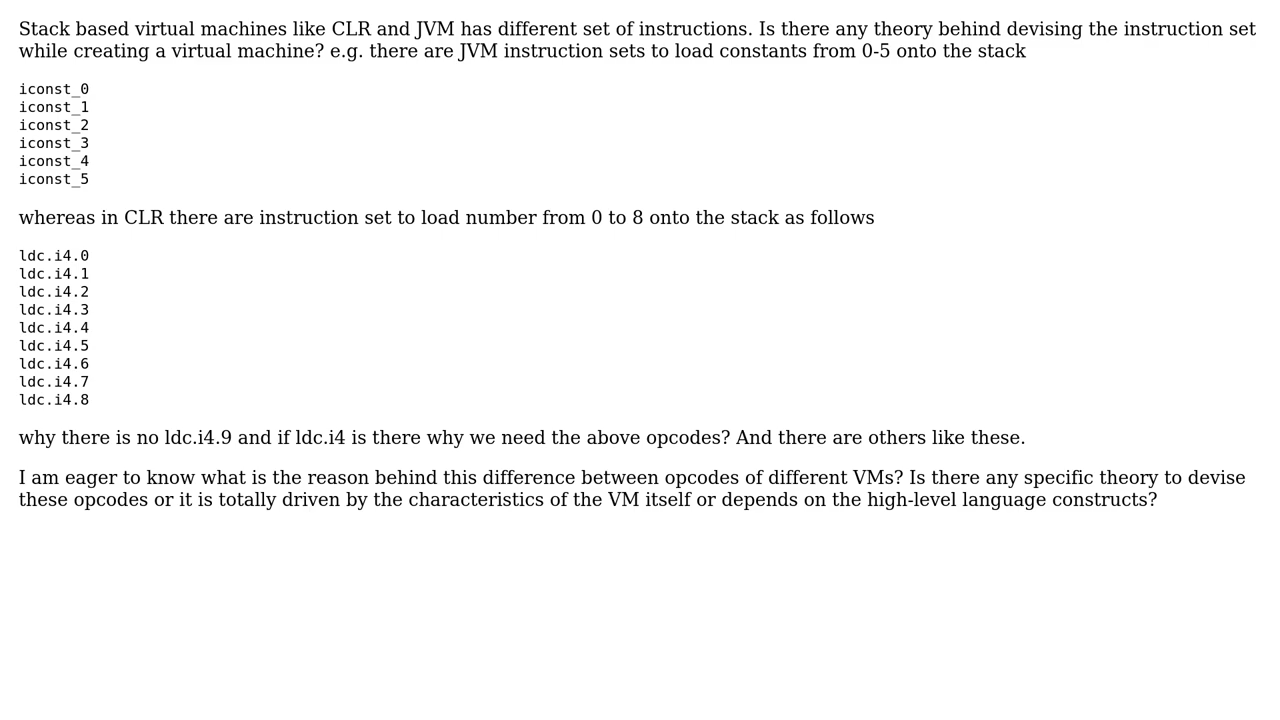 Stack based virtual machines like CLR and JVM has different set of instructions. Is there any theory behind devising the instruction set
while creating a virtual machine? e.g. there are JVM instruction sets to load constants from 0-5 onto the stack
iconst_0
iconst_1
iconst_2
iconst_3
iconst_4
iconst_5
whereas in CLR there are instruction set to load number from 0 to 8 onto the stack as follows
ldc.i4.0
ldc.i4.1
ldc.i4.2
ldc.i4.3
ldc.i4.4
ldc.i4.5
ldc.i4.6
ldc.i4.7
ldc.i4.8
why there is no ldc.i4.9 and if ldc.i4 is there why we need the above opcodes? And there are others like these.
I am eager to know what is the reason behind this difference between opcodes of different VMs? Is there any specific theory to devise
these opcodes or it is totally driven by the characteristics of the VM itself or depends on the high-level language constructs?